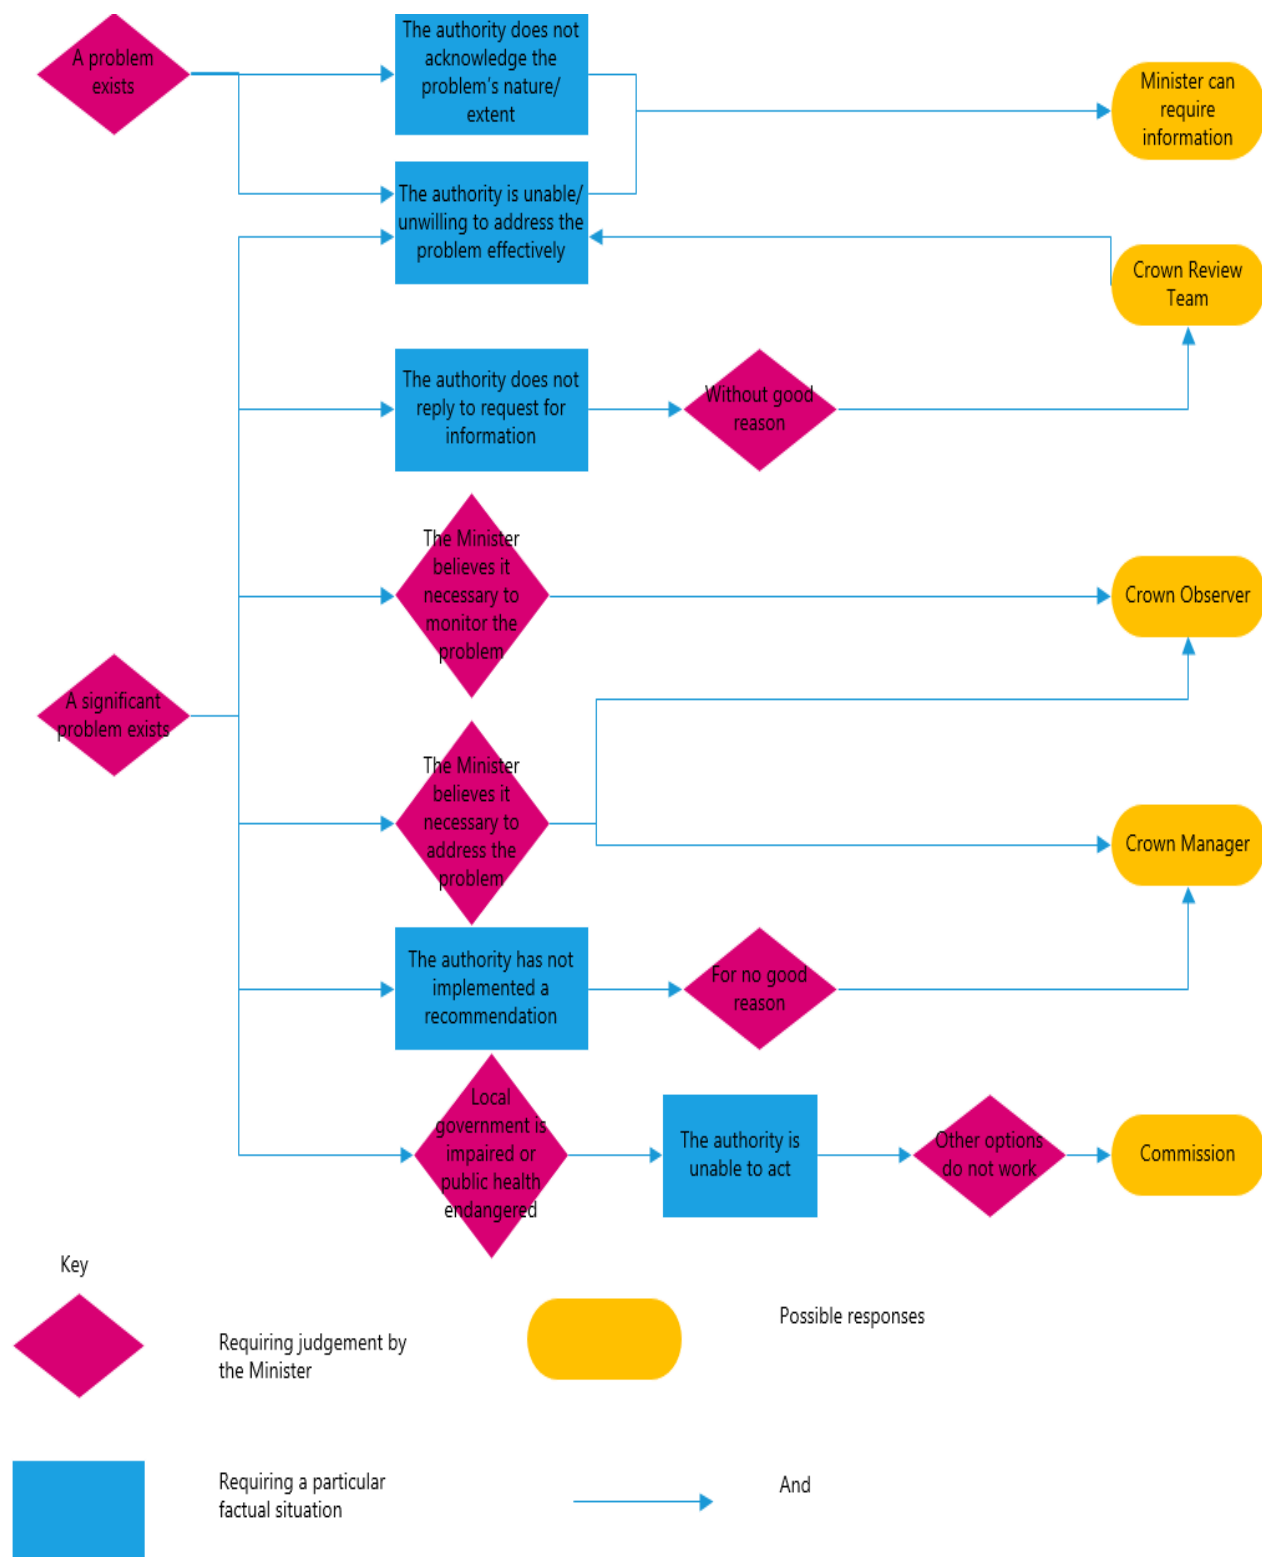 A problem
exists
The authority does not
acknowledge the
problem's nature/
extent
Minister can
require
information
The authority is unable/
unwilling to address the
problem effectively
Crown Review
Team
The authority does not
reply to request for
information
Without good
reason
The Minister
believes it
necessary to
monitor the
problem
Crown Observer
A significant
problem exists
The Minister
believes it
necessary to
address the
problem
Crown Manager
The authority has not
implemented a
recommendation
For no good
reason
Local
government is
impaired or
public health
endangered
The authority is
unable to act
Other options
do not work
Commission
Key
Requiring judgement by
the Minister
Possible responses
Requiring a particular
factual situation
And